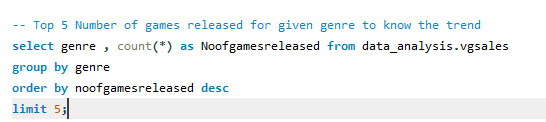 -- Top 5 Number of games released for given genre to know the trend
select genre , count(*) as Noofgamesreleased from data_analysis.vgsales
group by genre
order by noofgamesreleased desc
limit 5;